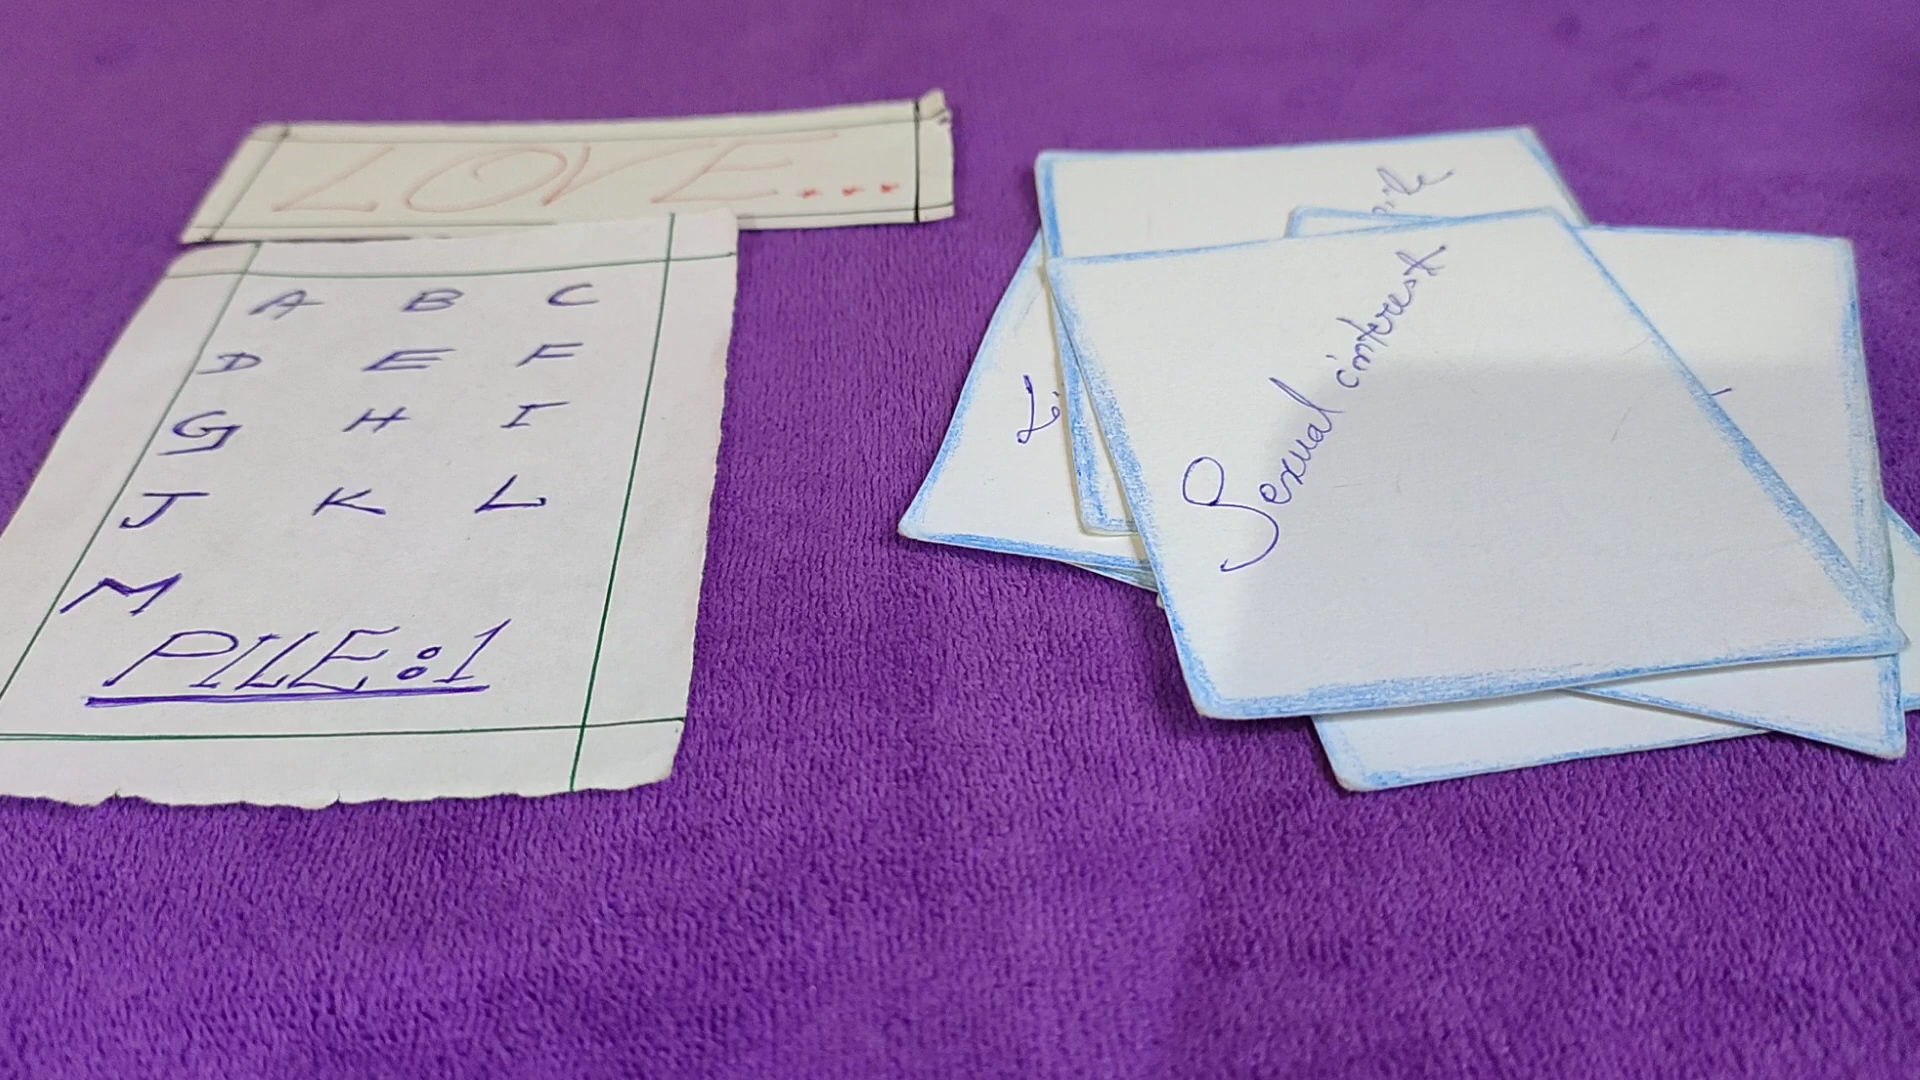 LOVE...
A B C
D E F
G H I
J K L
M
PILE:1
Sexual interest